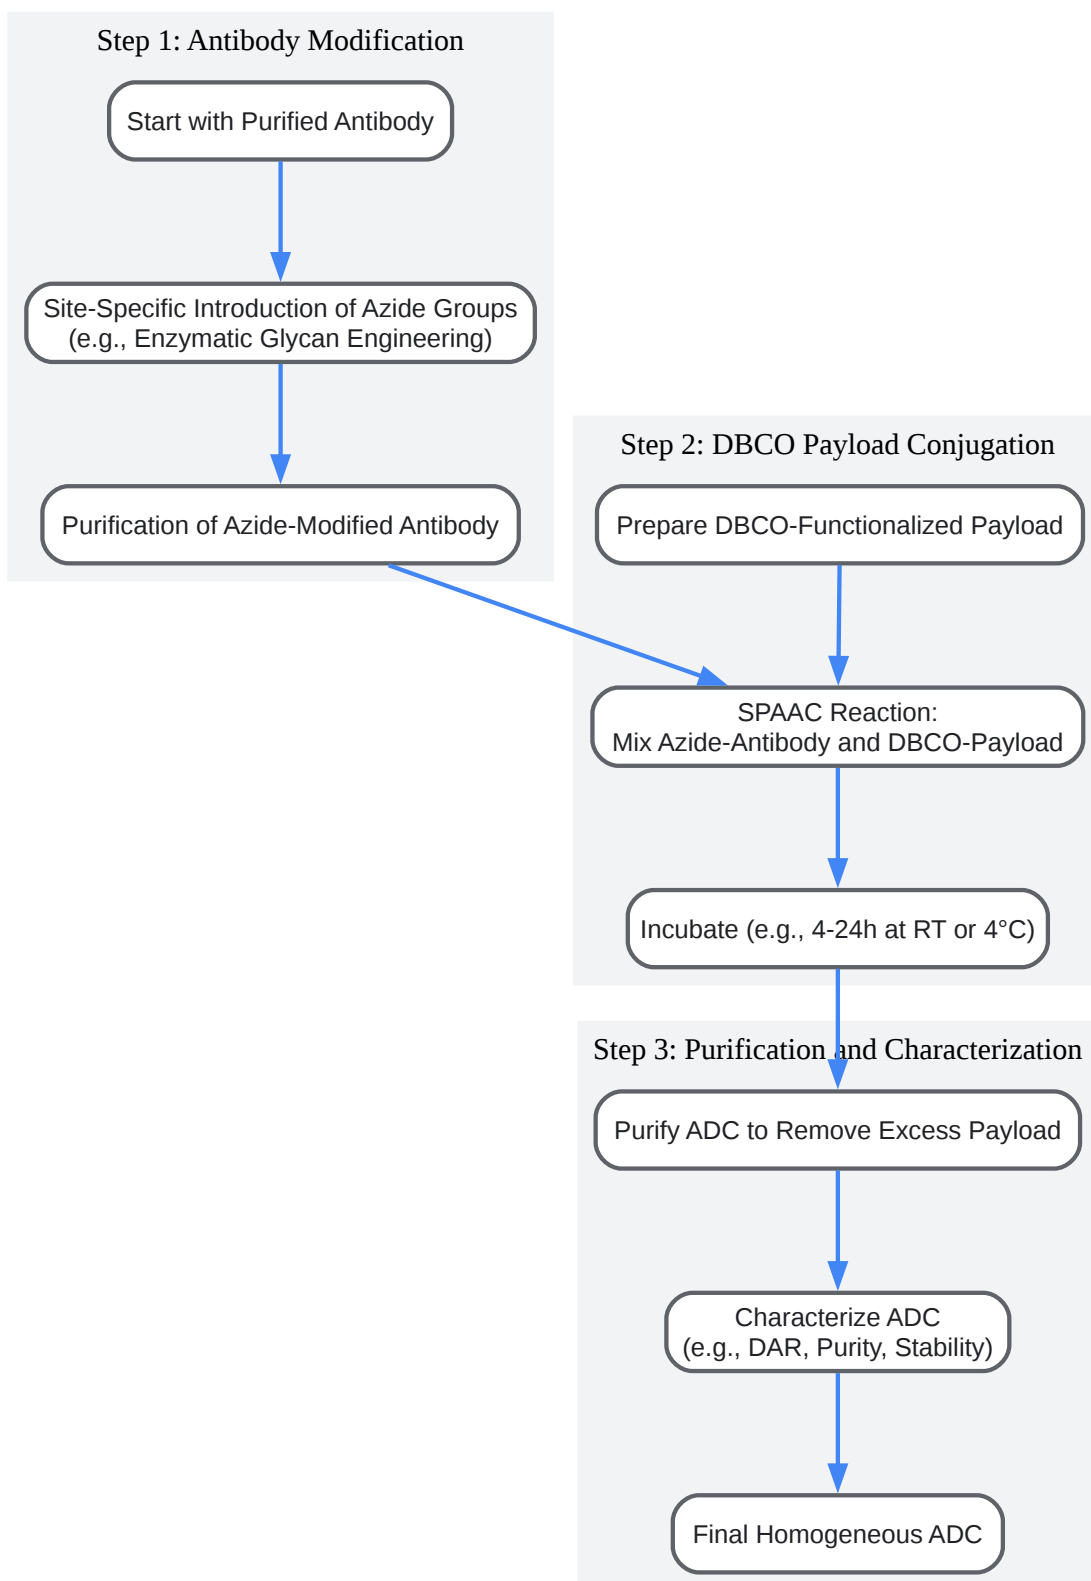 Step 1: Antibody Modification
Start with Purified Antibody
Site-Specific Introduction of Azide Groups
(e.g., Enzymatic Glycan Engineering)
Purification of Azide-Modified Antibody
Step 2: DBCO Payload Conjugation
Prepare DBCO-Functionalized Payload
SPAAC Reaction:
Mix Azide-Antibody and DBCO-Payload
Incubate (e.g., 4-24h at RT or 4°C)
Step 3: Purification and Characterization
Purify ADC to Remove Excess Payload
Characterize ADC
(e.g., DAR, Purity, Stability)
Final Homogeneous ADC